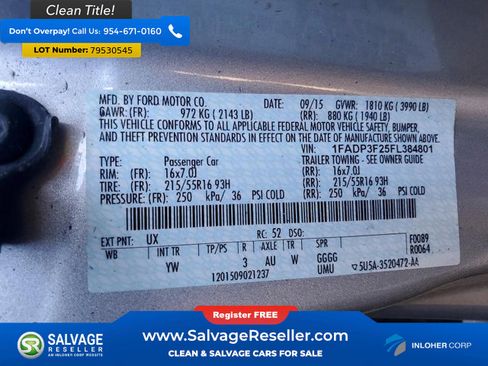 Clean Title!
Don't Overpay! Call Us: 954-671-0160
Lot Number: 79530545
MFD. BY FORD MOTOR CO.
DATE: 09/15 GVWR: 1810 KG ( 3990 LB)
GAWR: (FR) 972 KG ( 2143 LB) (RR) 880 KG ( 1940 LB)
THIS VEHICLE CONFORMS TO ALL APPLICABLE FEDERAL MOTOR VEHICLE SAFETY, BUMPER,
AND THEFT PREVENTION STANDARDS IN EFFECT ON THE DATE OF MANUFACTURE SHOWN ABOVE.
VIN: 1FADP3F25FL384801
TYPE: Passenger Car TRAILER TOWING - SEE OWNER GUIDE
RIM: (FR) 16x7.0J (RR) 16x7.0J
TIRE: (FR) 215/55R16 93H (RR) 215/55R16 93H
PRESSURE: (FR) 250 kPa/ 36 PSI COLD (RR) 250 kPa/ 36 PSI COLD
EXT PNT: UX RC: 52 DSO: F0089
WB INT TR TP/PS R AXLE TR SPR R0064
YW 3 AU W GGGG
UMU
1201509021237
5U5A-3520472-AA
Register FREE
SALVAGE
RESELLER
AN INLOHER CORP WEBSITE
www.SalvageReseller.com
CLEAN & SALVAGE CARS FOR SALE
INLOHER CORP